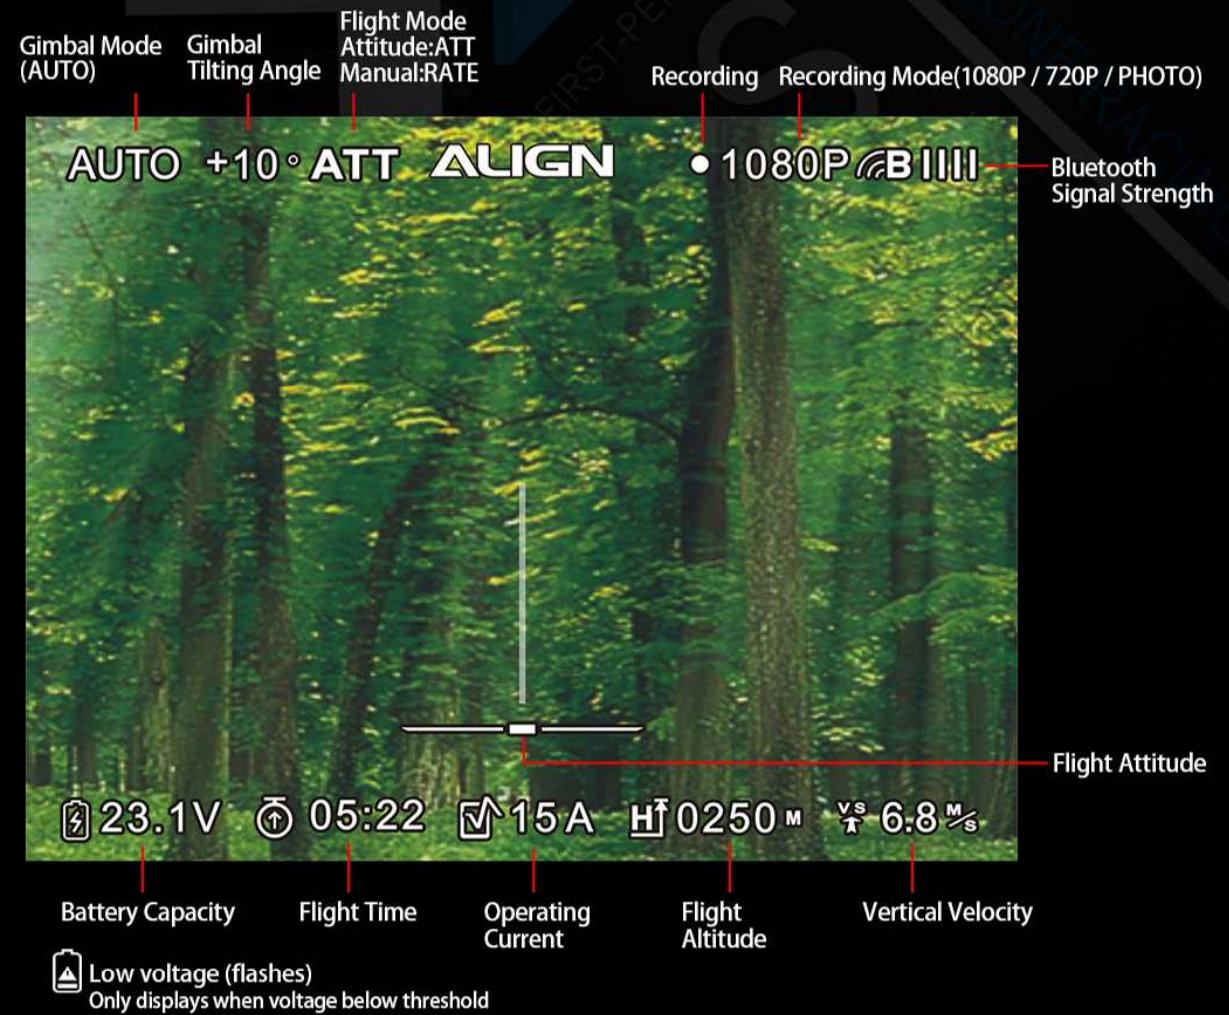 Gimbal Mode
(AUTO)
Gimbal
Tilting Angle
Flight Mode
Attitude:ATT
Manual:RATE
Recording
Recording Mode(1080P / 720P / PHOTO)
AUTO +10° ATT ALIGN
1080P B
Bluetooth
Signal Strength
Flight Attitude
23.1V 05:22 15A H 0250 M VS 6.8 M/S
Battery Capacity
Flight Time
Operating
Current
Flight
Altitude
Vertical Velocity
Low voltage (flashes)
Only displays when voltage below threshold